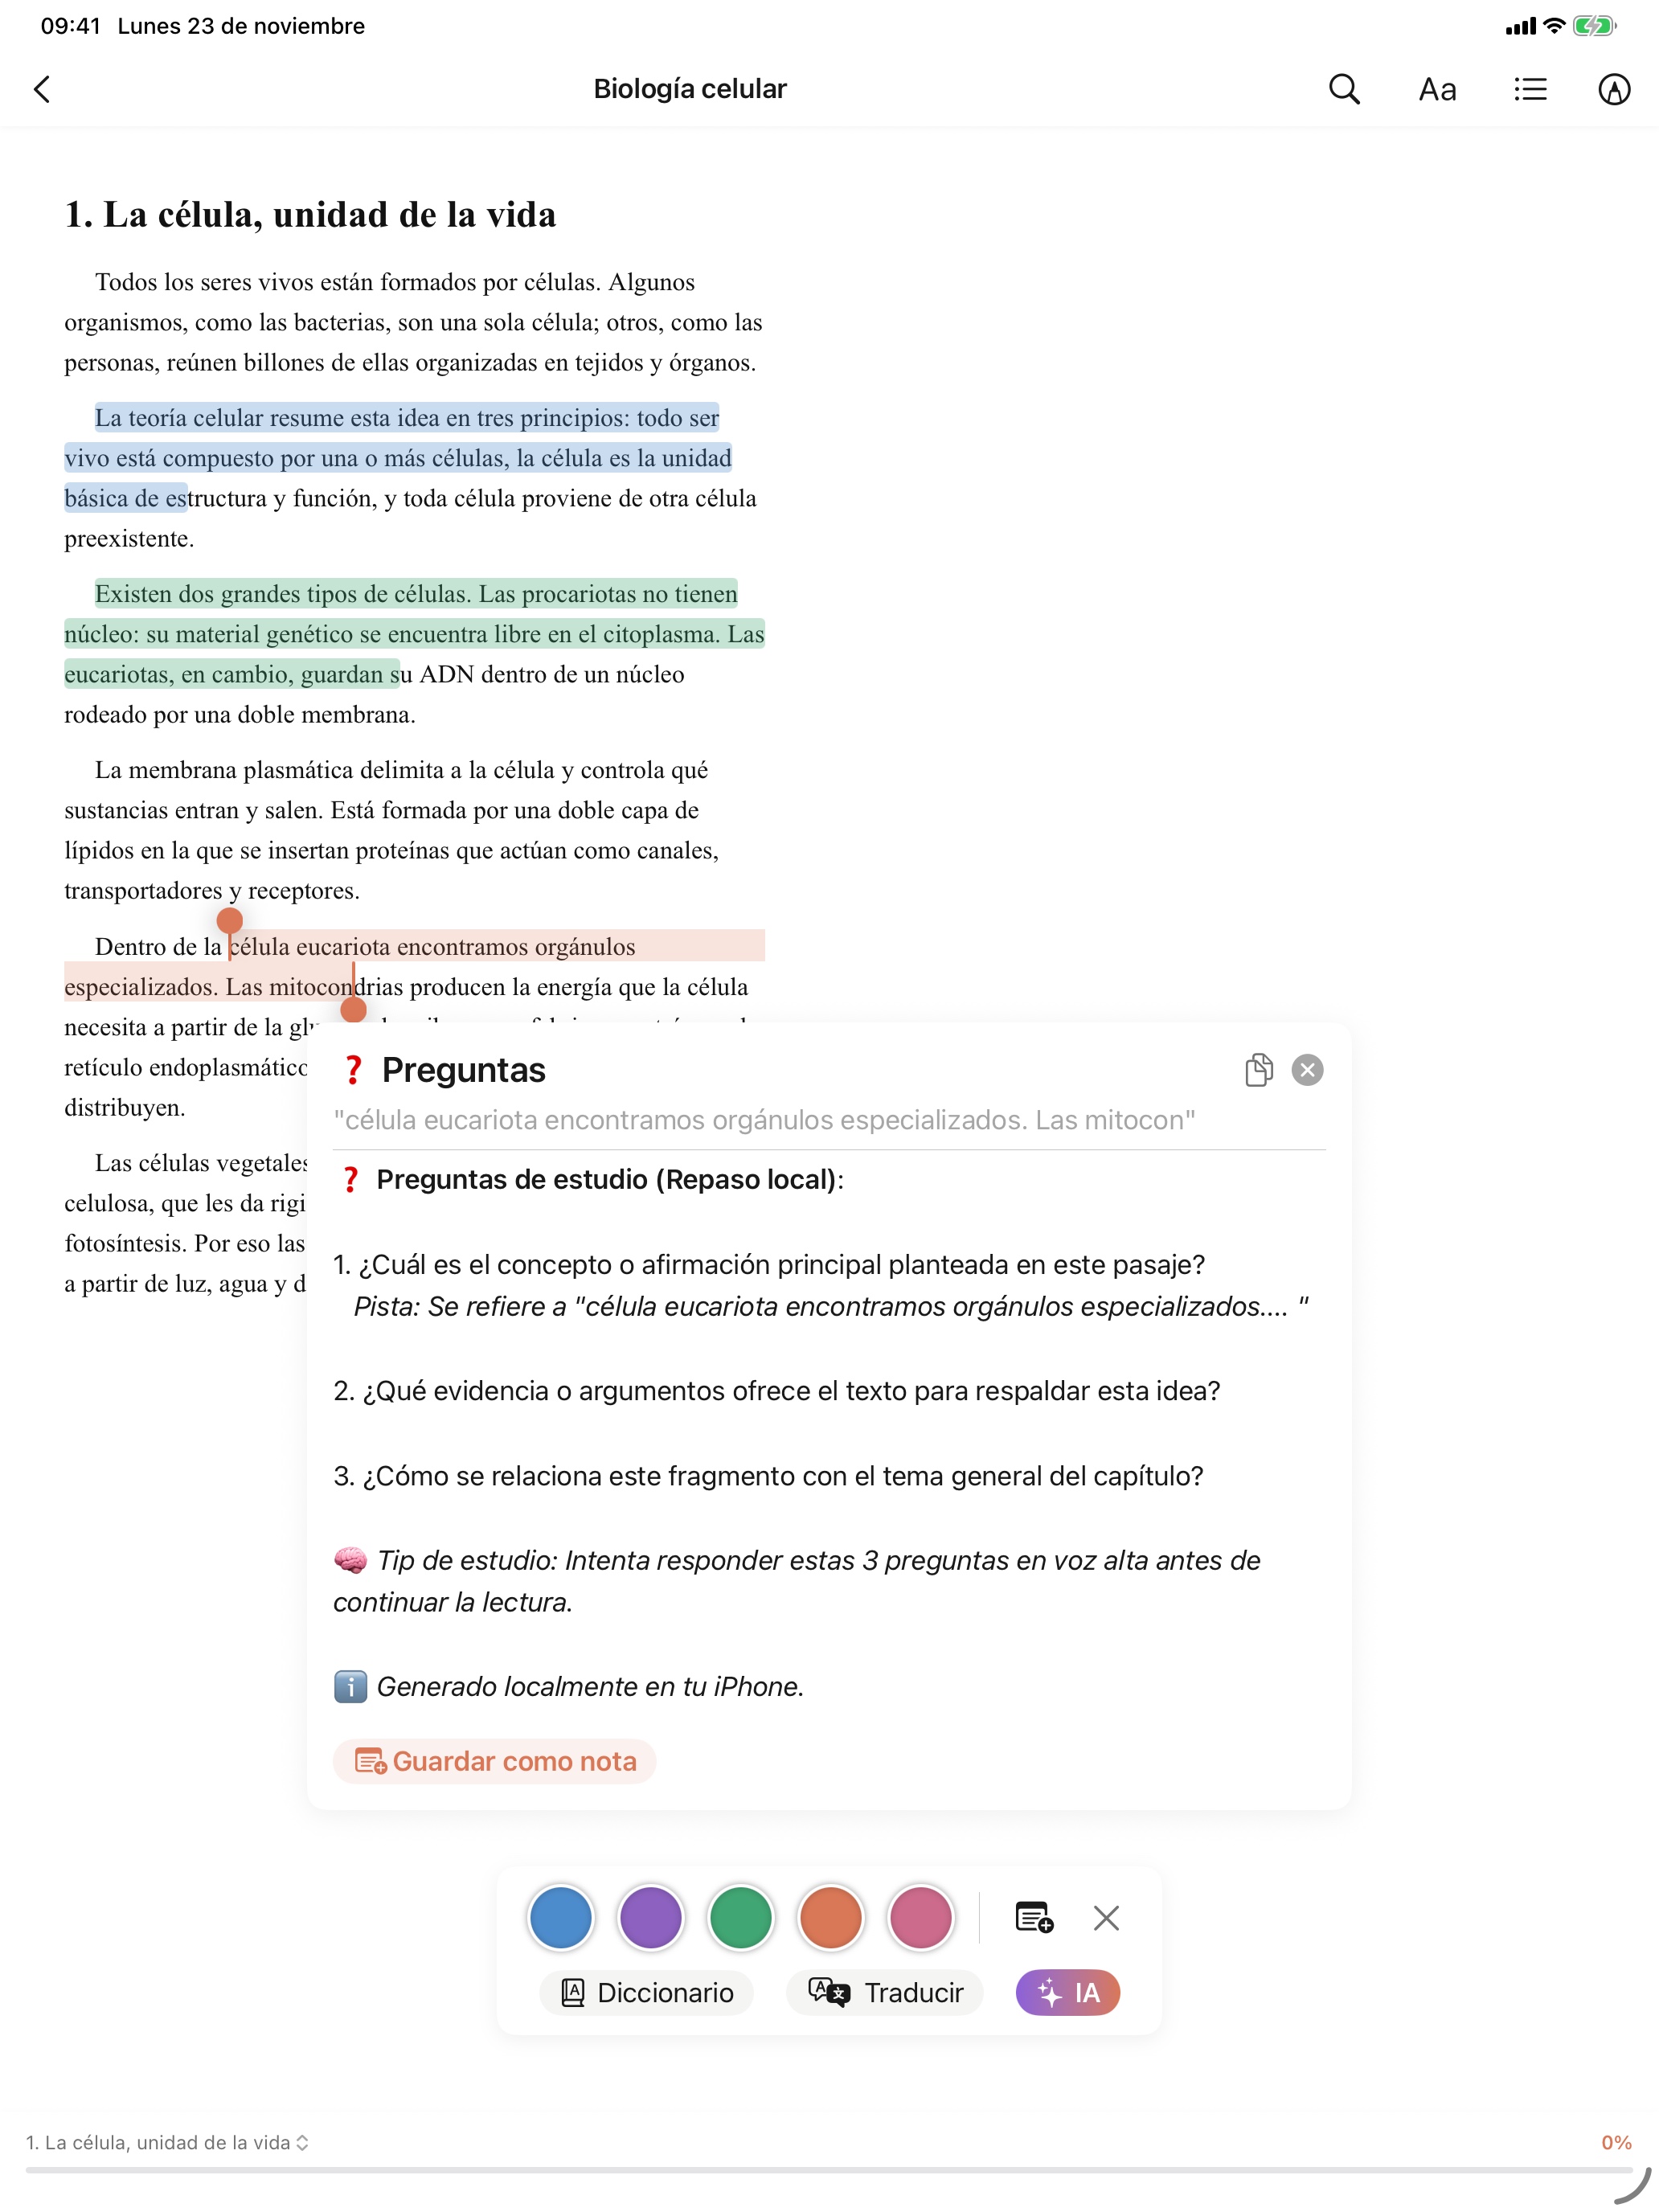 09:41 Lunes 23 de noviembre
Biología celular
Aa
1. La célula, unidad de la vida
Todos los seres vivos están formados por células. Algunos
organismos, como las bacterias, son una sola célula; otros, como las
personas, reúnen billones de ellas organizadas en tejidos y órganos.
La teoría celular resume esta idea en tres principios: todo ser
vivo está compuesto por una o más células, la célula es la unidad
básica de estructura y función, y toda célula proviene de otra célula
preexistente.
Existen dos grandes tipos de células. Las procariotas no tienen
núcleo: su material genético se encuentra libre en el citoplasma. Las
eucariotas, en cambio, guardan su ADN dentro de un núcleo
rodeado por una doble membrana.
La membrana plasmática delimita a la célula y controla qué
sustancias entran y salen. Está formada por una doble capa de
lípidos en la que se insertan proteínas que actúan como canales,
transportadores y receptores.
Dentro de la célula eucariota encontramos orgánulos
especializados. Las mitocondrias producen la energía que la célula
necesita a partir de la
retículo endoplasmático
distribuyen.
Las células vegetales
celulosa, que les da rigi
fotosíntesis. Por eso las
a partir de luz, agua y d
❓ Preguntas
"célula eucariota encontramos orgánulos especializados. Las mitocon"
❓ Preguntas de estudio (Repaso local):
1. ¿Cuál es el concepto o afirmación principal planteada en este pasaje?
Pista: Se refiere a "célula eucariota encontramos orgánulos especializados.... "
2. ¿Qué evidencia o argumentos ofrece el texto para respaldar esta idea?
3. ¿Cómo se relaciona este fragmento con el tema general del capítulo?
🧠 Tip de estudio: Intenta responder estas 3 preguntas en voz alta antes de
continuar la lectura.
ℹ️ Generado localmente en tu iPhone.
Guardar como nota
Diccionario
Traducir
IA
1. La célula, unidad de la vida
0%